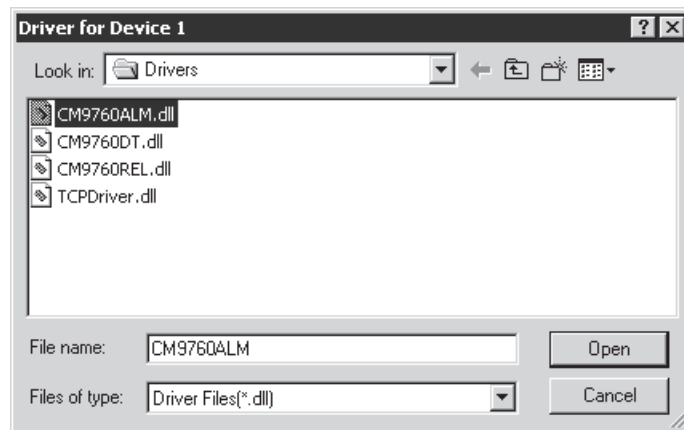 Driver for Device 1
Look in: Drivers
CM9760ALM.dll
CM9760DT.dll
CM9760REL.dll
TCPDriver.dll
File name: CM9760ALM Open
Files of type: Driver Files(*.dll) Cancel